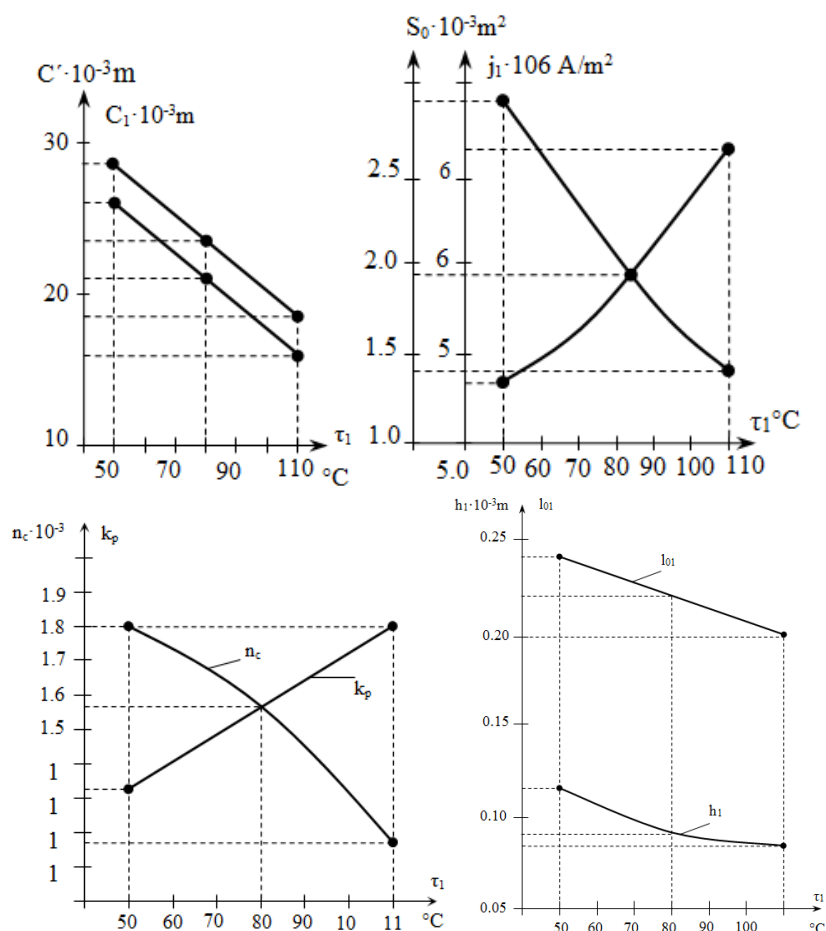 C´·10⁻³m
C₁·10⁻³m
30
20
10
50 70 90 110 °C
τ₁
S₀·10⁻³m²
j₁·106 A/m²
2.5 6
2.0 6
1.5 5
1.0
5.0 50 60 70 80 90 100 110
τ₁°C
n_c·10⁻³ k_p
1.9
1.8
1.7
1.6
1.5
1
1
1
1
n_c
k_p
τ₁
50 60 70 80 90 10 11 °C
h₁·10⁻³m l₀₁
0.25
0.20
0.15
0.10
0.05
l₀₁
h₁
τ₁
50 60 70 80 90 100 °C